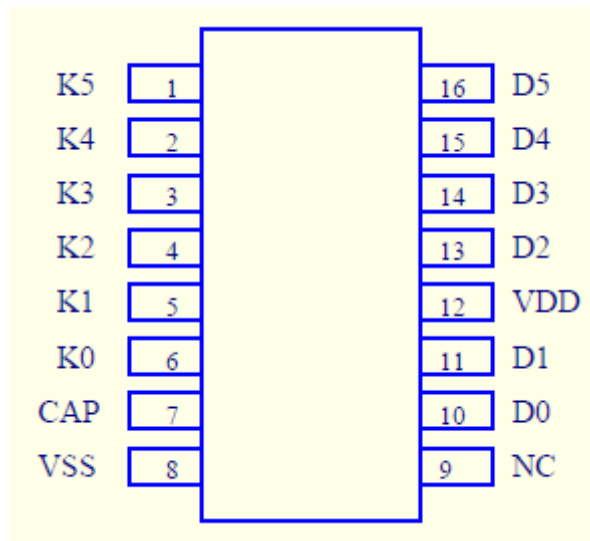 K5 1 16 D5
K4 2 15 D4
K3 3 14 D3
K2 4 13 D2
K1 5 12 VDD
K0 6 11 D1
CAP 7 10 D0
VSS 8 9 NC